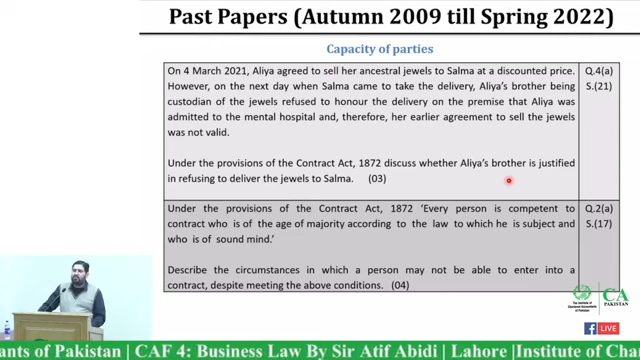 Past Papers (Autumn 2009 till Spring 2022)
Capacity of parties
On 4 March 2021, Aliya agreed to sell her ancestral jewels to Salma at a discounted price.
However, on the next day when Salma came to take the delivery, Aliya's brother being
custodian of the jewels refused to honour the delivery on the premise that Aliya was
admitted to the mental hospital and, therefore, her earlier agreement to sell the jewels
was not valid.
Under the provisions of the Contract Act, 1872 discuss whether Aliya's brother is justified
in refusing to deliver the jewels to Salma. (03)
Q.4(a)
S.(21)
Under the provisions of the Contract Act, 1872 'Every person is competent to
contract who is of the age of majority according to the law to which he is subject and
who is of sound mind.'
Describe the circumstances in which a person may not be able to enter into a
contract, despite meeting the above conditions. (04)
Q.2(a)
S.(17)
The Institute of
Chartered Accountants
of Pakistan
CA
PAKISTAN
f LIVE
ants of Pakistan | CAF 4: Business Law By Sir Atif Abidi | Lahore |Institute of Char